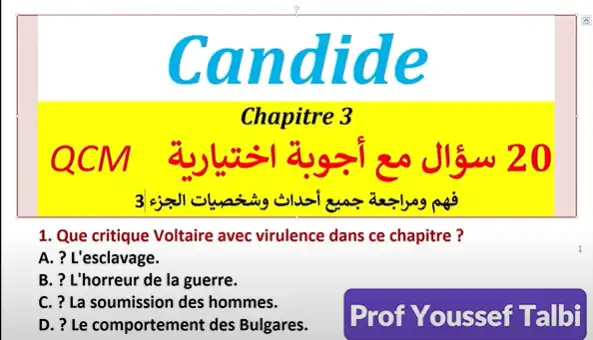 Candide
Chapitre 3
20 سؤال مع أجوبة اختيارية QCM
فهم ومراجعة جميع أحداث وشخصيات الجزء 3
1. Que critique Voltaire avec virulence dans ce chapitre ?
A. ? L'esclavage.
B. ? L'horreur de la guerre.
C. ? La soumission des hommes.
D. ? Le comportement des Bulgares.
Prof Youssef Talbi